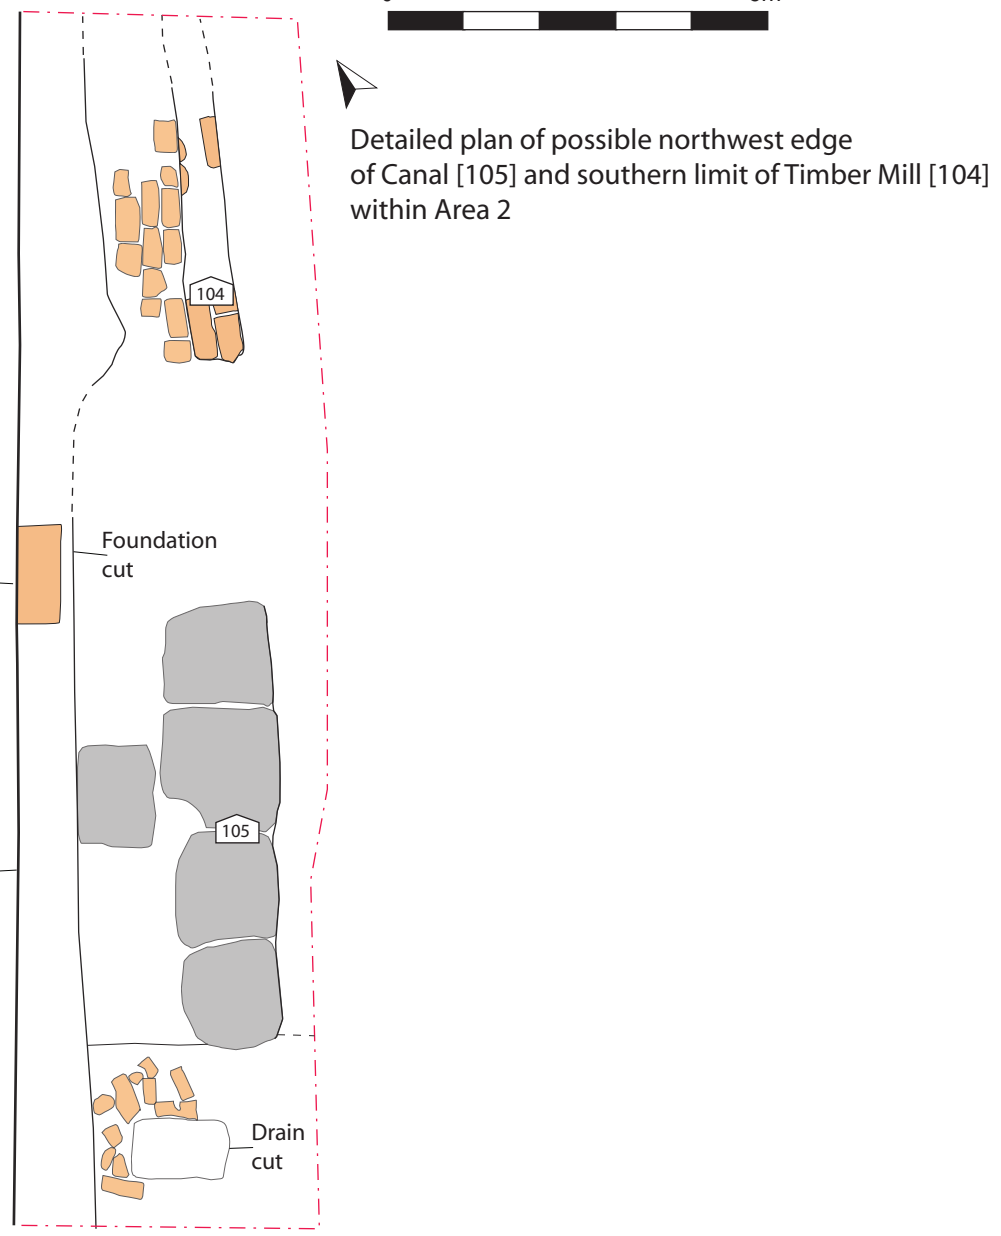 Detailed plan of possible northwest edge
of Canal [105] and southern limit of Timber Mill [104]
within Area 2
104
Foundation
cut
105
Drain
cut